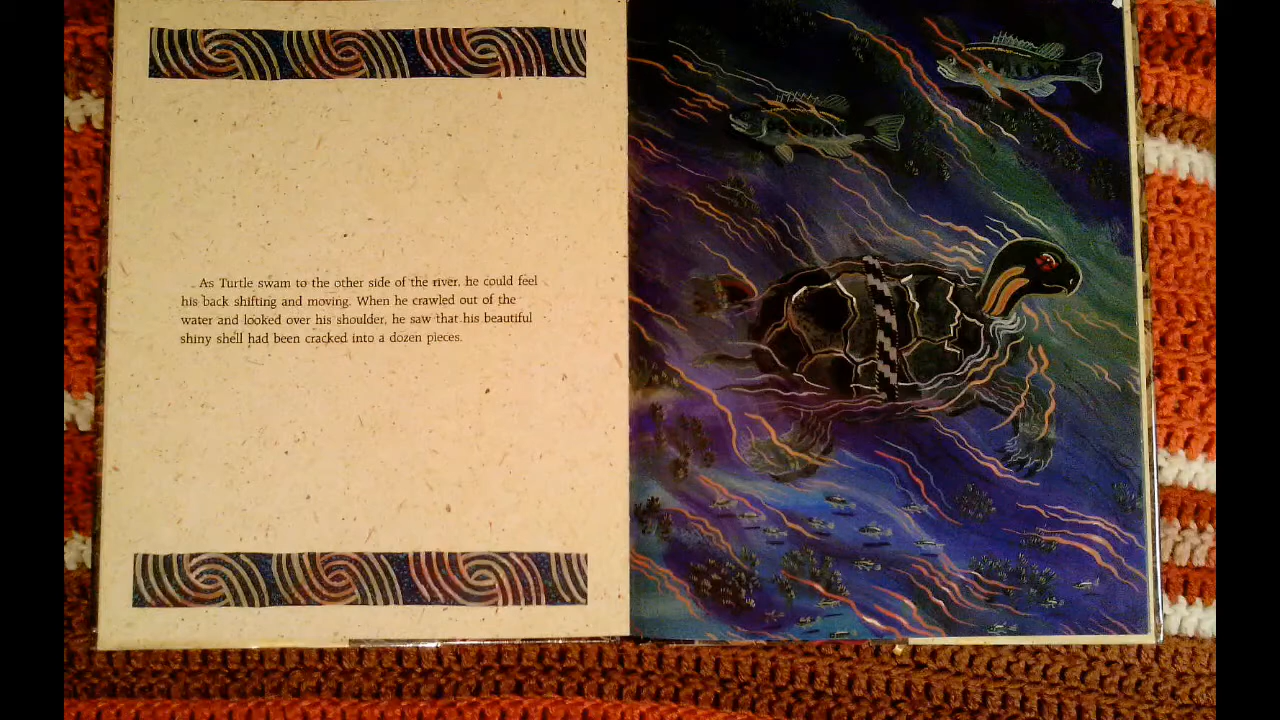 As Turtle swam to the other side of the river, he could feel
his back shifting and moving. When he crawled out of the
water and looked over his shoulder, he saw that his beautiful
shiny shell had been cracked into a dozen pieces.